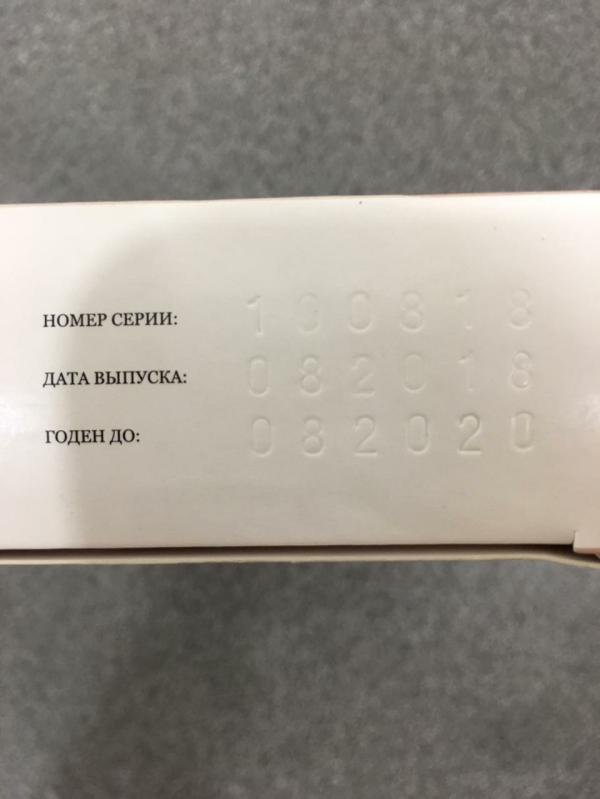 НОМЕР СЕРИИ: 100818
ДАТА ВЫПУСКА: 082018
ГОДЕН ДО: 082020